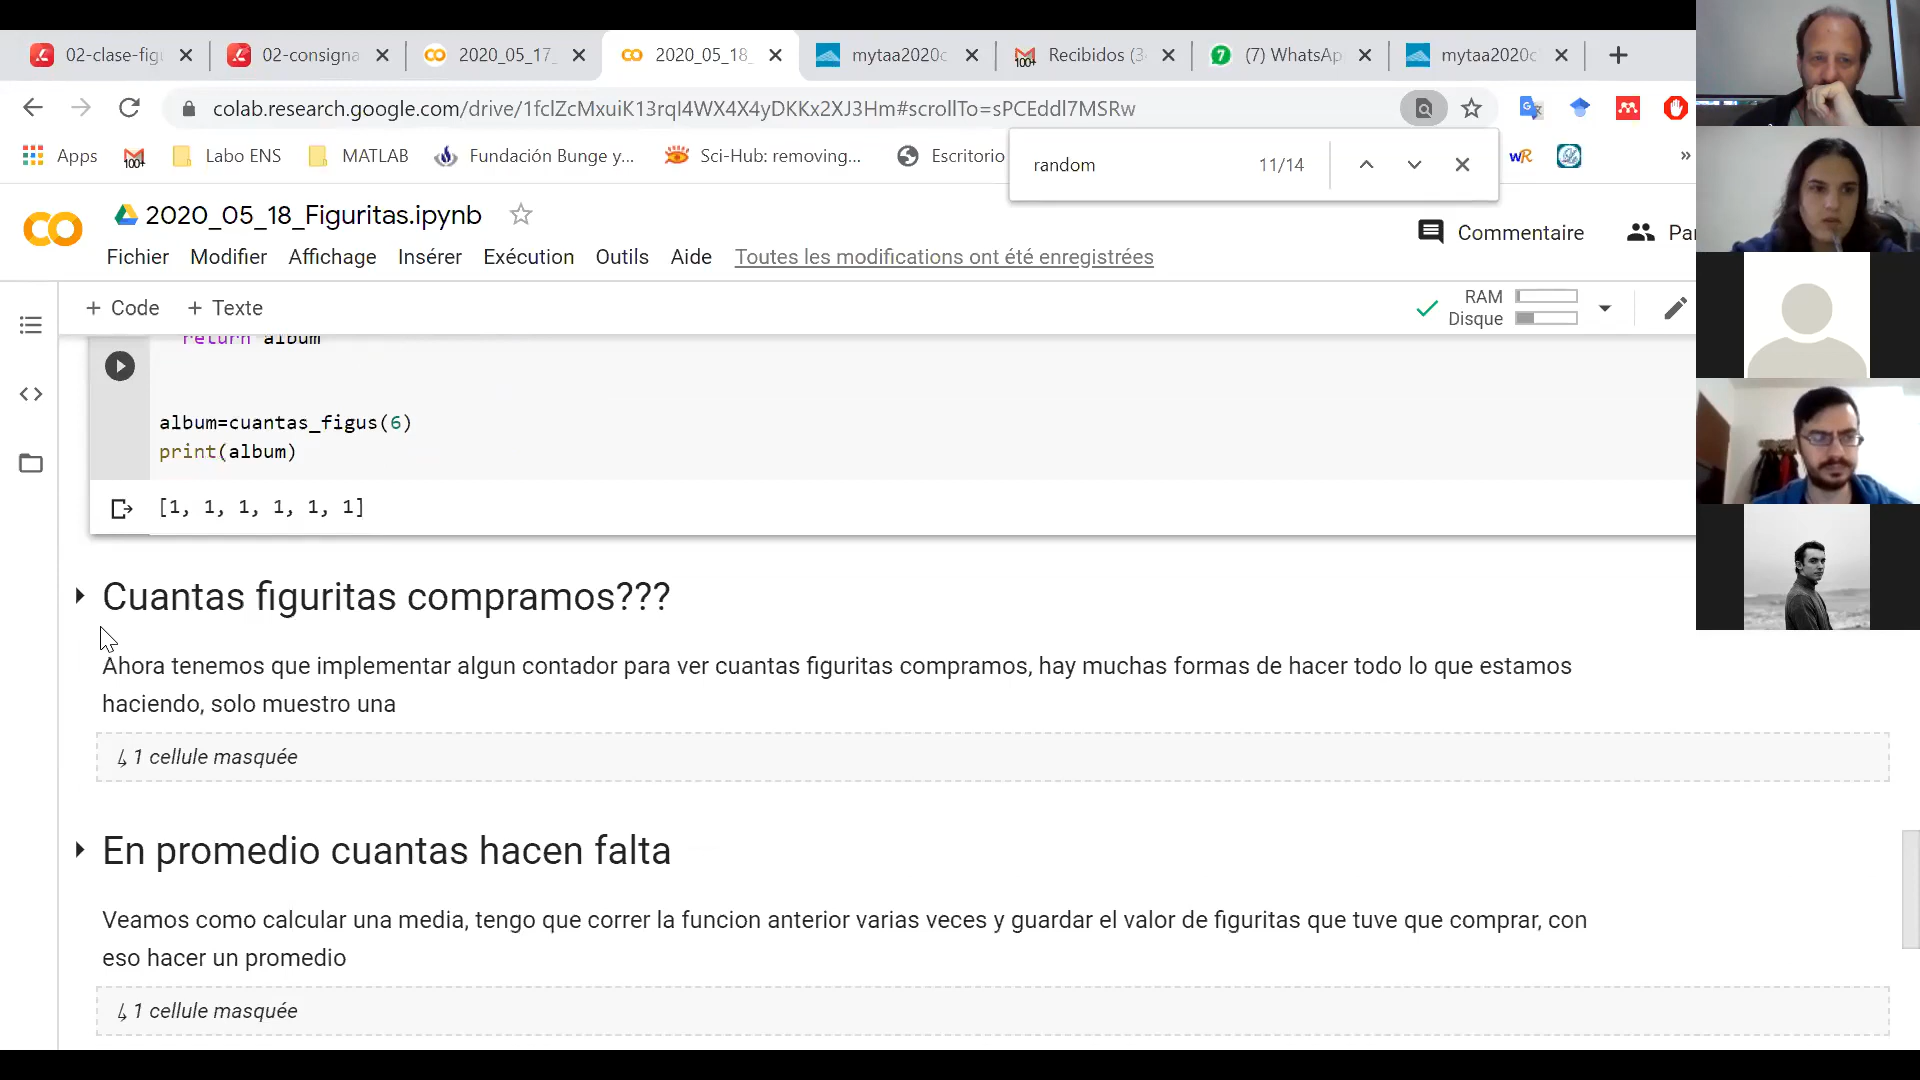 02-clase-fig
02-consigna
2020_05_17_
2020_05_18_
mytaa2020c
Recibidos (3
(7) WhatsAp
mytaa2020c
colab.research.google.com/drive/1fclZcMxuiK13rqI4WX4X4yDKKx2XJ3Hm#scrollTo=sPCEddl7MSRw
Apps
100+
Labo ENS
MATLAB
Fundación Bunge y...
Sci-Hub: removing...
Escritorio
random 11/14
»
2020_05_18_Figuritas.ipynb
Commentaire
Par
Fichier Modifier Affichage Insérer Exécution Outils Aide Toutes les modifications ont été enregistrées
+ Code + Texte
RAM
Disque
return album
album=cuantas_figus(6)
print(album)
[1, 1, 1, 1, 1, 1]
Cuantas figuritas compramos???
Ahora tenemos que implementar algun contador para ver cuantas figuritas compramos, hay muchas formas de hacer todo lo que estamos
haciendo, solo muestro una
1 cellule masquée
En promedio cuantas hacen falta
Veamos como calcular una media, tengo que correr la funcion anterior varias veces y guardar el valor de figuritas que tuve que comprar, con
eso hacer un promedio
1 cellule masquée